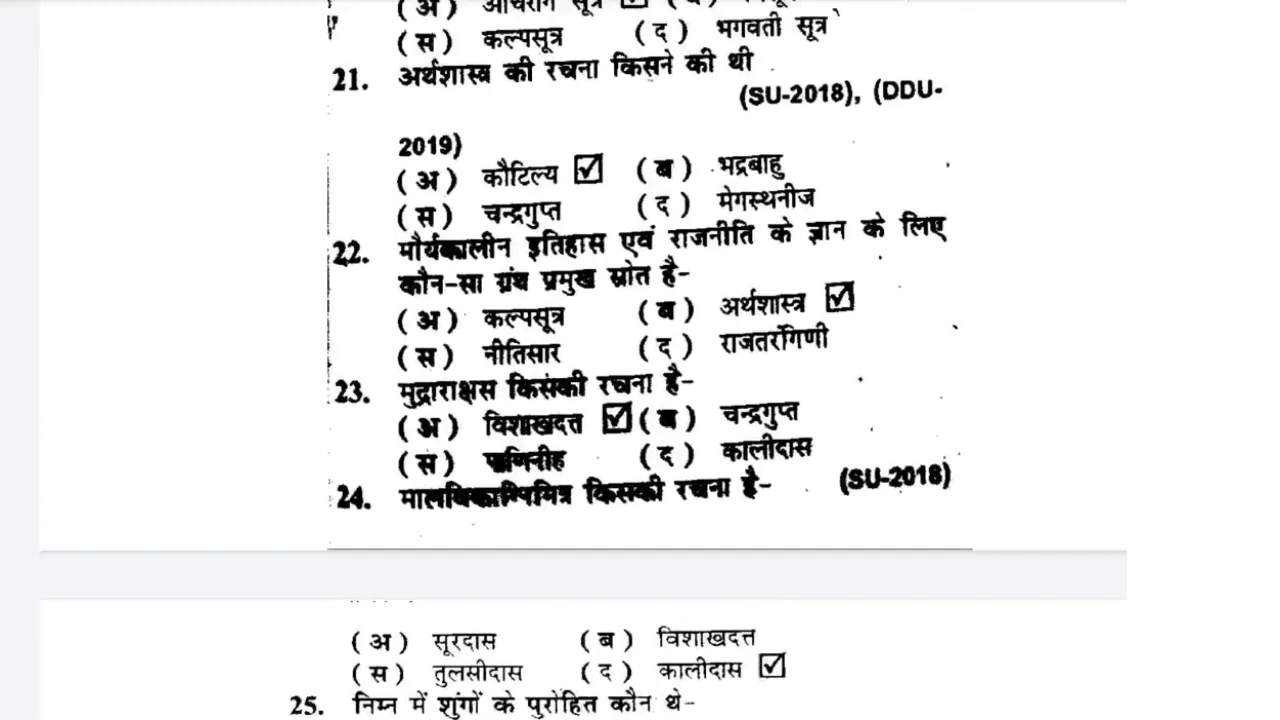 (अ) आचरांग सूत्र ☑ (ब)
(स) कल्पसूत्र (द) भगवती सूत्र
21. अर्थशास्त्र की रचना किसने की थी
(SU-2018), (DDU-
2019)
(अ) कौटिल्य ☑ (ब) भद्रबाहु
(स) चन्द्रगुप्त (द) मेगस्थनीज
22. मौर्यकालीन इतिहास एवं राजनीति के ज्ञान के लिए
कौन-सा ग्रंथ प्रमुख स्रोत है-
(अ) कल्पसूत्र (ब) अर्थशास्त्र ☑
(स) नीतिसार (द) राजतरंगिणी
23. मुद्राराक्षस किसकी रचना है-
(अ) विशाखदत्त ☑ (ब) चन्द्रगुप्त
(स) पाणिनीह (द) कालीदास
24. मालविकाग्निमित्र किसकी रचना है- (SU-2018)
(अ) सूरदास (ब) विशाखदत्त
(स) तुलसीदास (द) कालीदास ☑
25. निम्न में शुंगों के पुरोहित कौन थे-